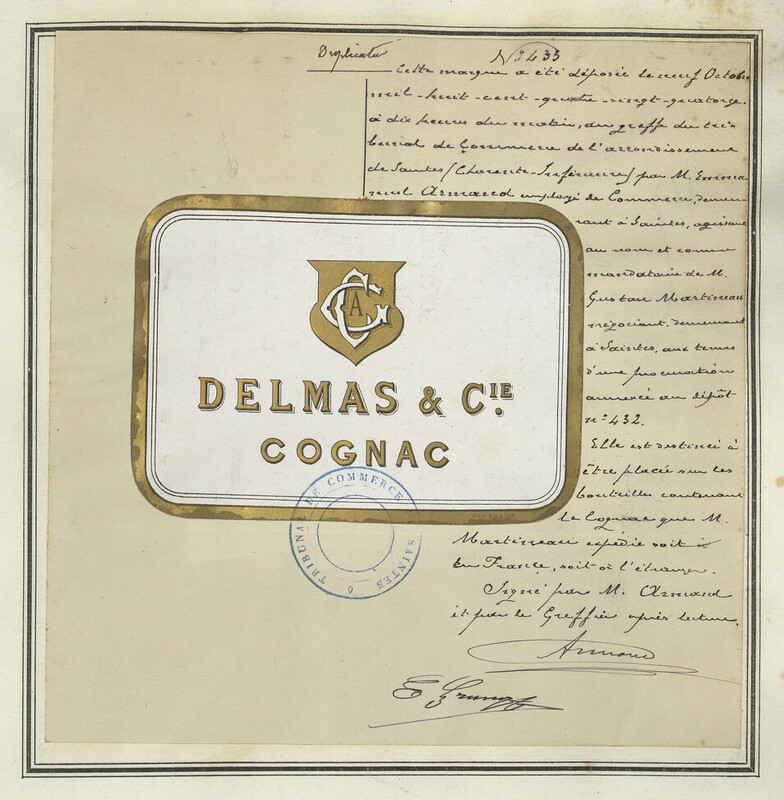 Duplicata
N° 435
Cette marque a été déposée le neuf Octobre
mil-huit-cent-quatre-vingt-quatorze,
à dix heures du matin, au greffe du tri-
bunal de Commerce de l'arrondissement
de Saintes (Charente-Inférieure) par M. Emma-
nuel Armand employé de Commerce, demeu-
rant à Saintes, agissant
au nom et comme
mandataire de M.
Gustave Martineau
négociant, demeurant
à Saintes, aux termes
d'une procuration
annexée au dépôt
n° 432.
Elle est destinée à
être placée sur les
bouteilles contenant
le Cognac que M.
Martineau expédie soit
en France, soit à l'étranger.
Signé par M. Armand
et par le Greffier après lecture.
Armand
CAC
DELMAS & CIE.
COGNAC
TRIBUNAL DE COMMERCE SAINTES